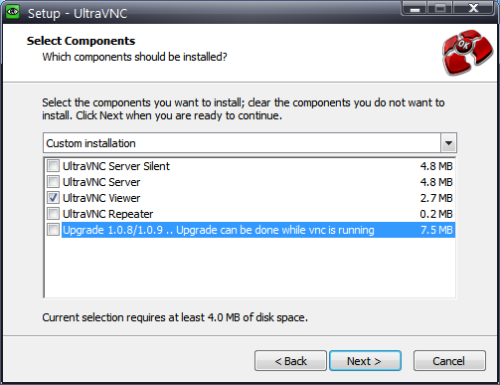 Setup - UltraVNC
Select Components
Which components should be installed?
OK
Select the components you want to install; clear the components you do not want to
install. Click Next when you are ready to continue.
Custom installation
UltraVNC Server Silent 4.8 MB
UltraVNC Server 4.8 MB
UltraVNC Viewer 2.7 MB
UltraVNC Repeater 0.2 MB
Upgrade 1.0.8/1.0.9 .. Upgrade can be done while vnc is running 7.5 MB
Current selection requires at least 4.0 MB of disk space.
< Back Next > Cancel